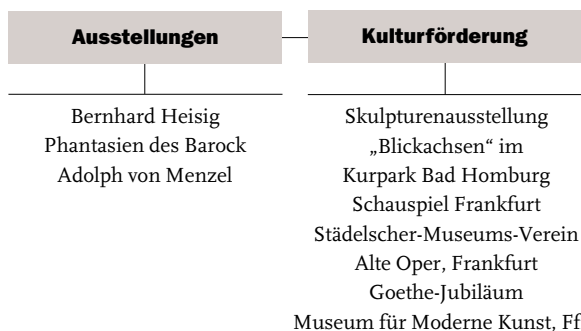 Ausstellungen
Bernhard Heisig
Phantasien des Barock
Adolph von Menzel
Kulturförderung
Skulpturenausstellung
„Blickachsen“ im
Kurpark Bad Homburg
Schauspiel Frankfurt
Städelscher-Museums-Verein
Alte Oper, Frankfurt
Goethe-Jubiläum
Museum für Moderne Kunst,